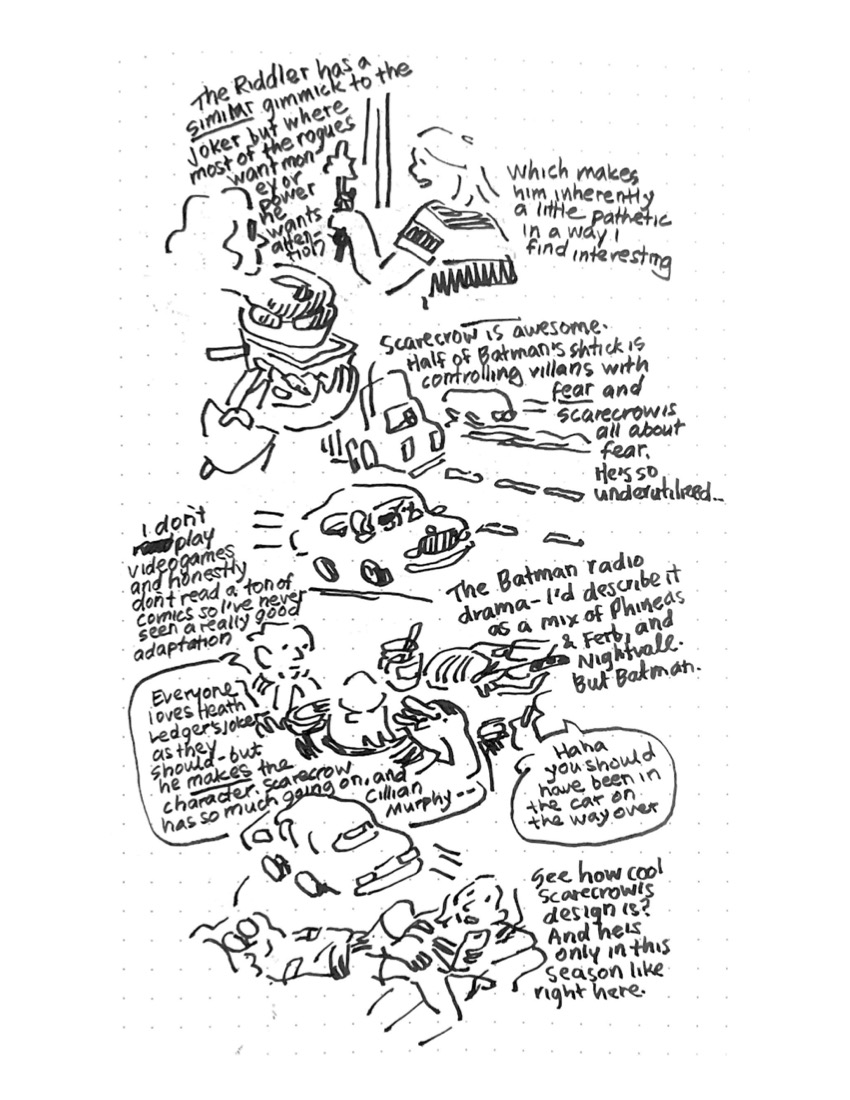 The Riddler has a
similar gimmick to the
Joker but where
most of the rogues
want mon-
ey or
power
he
wants
atten-
tion
Which makes
him inherently
a little pathetic
in a way I
find interesting
Scarecrow is awesome.
Half of Batman's shtick is
controlling villans with
fear and
scarecrow is
all about
fear.
He's so
underutilized...
I don't
play
videogames
and honestly
don't read a ton of
comics so I've never
seen a really good
adaptation
The Batman radio
drama - I'd describe it
as a mix of Phineas
& Ferb, and
Nightvale.
But Batman.
Everyone
loves Heath
Ledger's Joker
as they
should - but
he makes the
character. Scarecrow
has so much going on, and
Cillian
Murphy --
Haha
you should
have been in
the car on
the way over
See how cool
Scarecrow's
design is?
And he is
only in this
season like
right here.